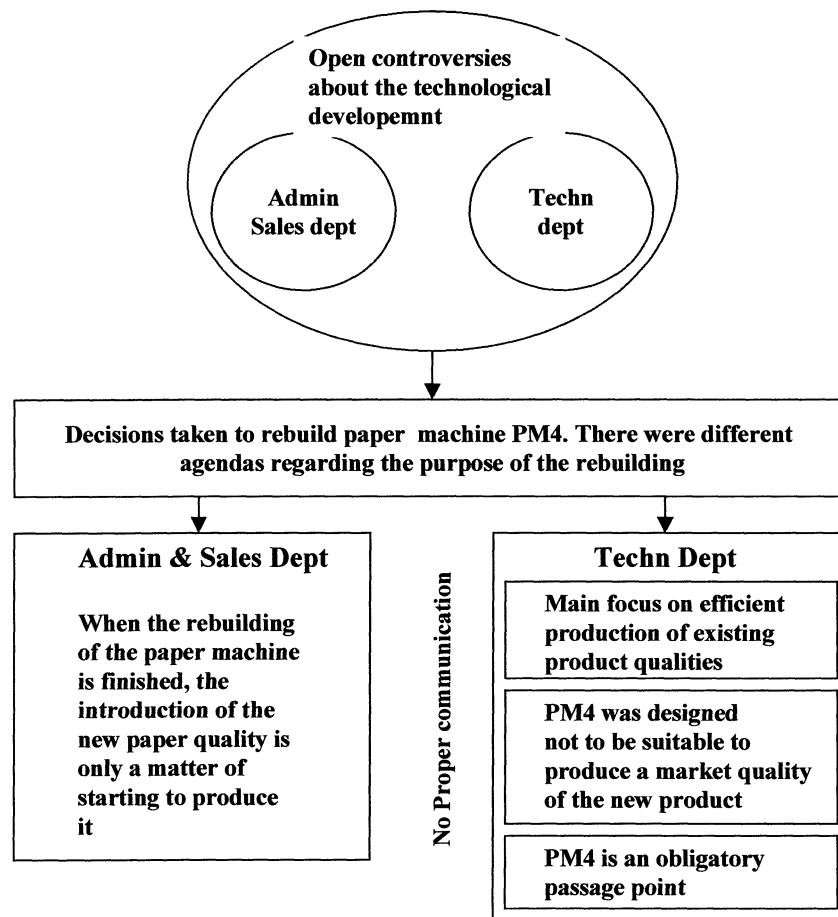 Open controversies
about the technological
developemnt
Admin
Sales dept
Techn
dept
Decisions taken to rebuild paper machine PM4. There were different
agendas regarding the purpose of the rebuilding
Admin & Sales Dept
When the rebuilding
of the paper machine
is finished, the
introduction of the
new paper quality is
only a matter of
starting to produce
it
No Proper communication
Techn Dept
Main focus on efficient
production of existing
product qualities
PM4 was designed
not to be suitable to
produce a market quality
of the new product
PM4 is an obligatory
passage point